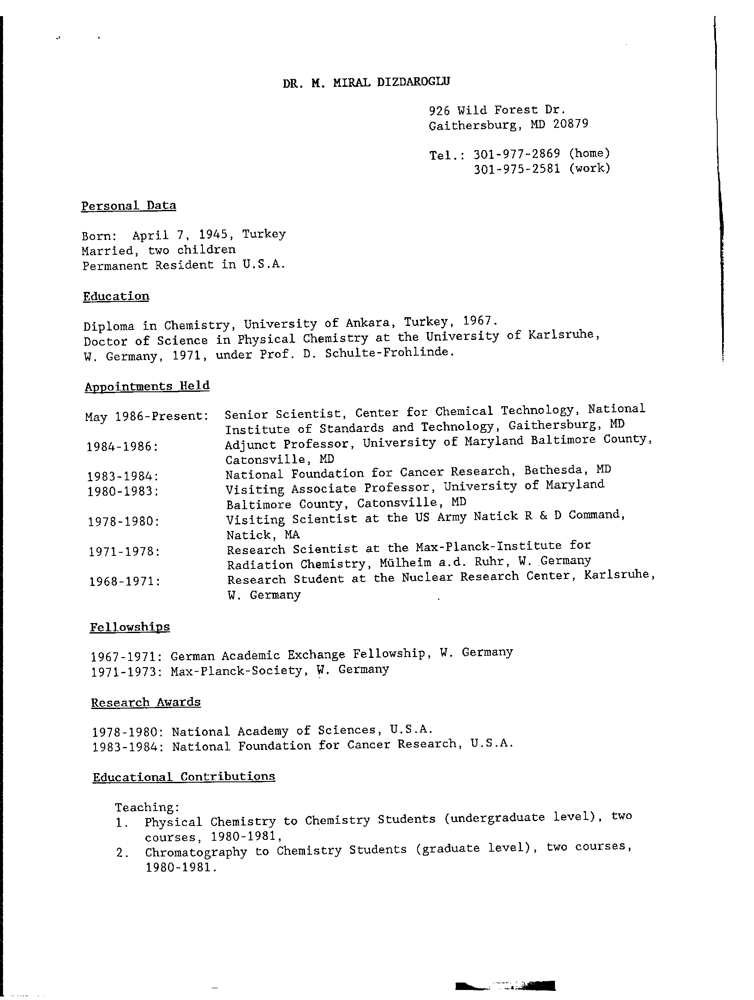 DR. M. MIRAL DIZDAROGLU
926 Wild Forest Dr.
Gaithersburg, MD 20879
Tel.: 301-977-2869 (home)
301-975-2581 (work)
Personal Data
Born: April 7, 1945, Turkey
Married, two children
Permanent Resident in U.S.A.
Education
Diploma in Chemistry, University of Ankara, Turkey, 1967.
Doctor of Science in Physical Chemistry at the University of Karlsruhe,
W. Germany, 1971, under Prof. D. Schulte-Frohlinde.
Appointments Held
May 1986-Present: Senior Scientist, Center for Chemical Technology, National
Institute of Standards and Technology, Gaithersburg, MD
1984-1986: Adjunct Professor, University of Maryland Baltimore County,
Catonsville, MD
1983-1984: National Foundation for Cancer Research, Bethesda, MD
1980-1983: Visiting Associate Professor, University of Maryland
Baltimore County, Catonsville, MD
1978-1980: Visiting Scientist at the US Army Natick R & D Command,
Natick, MA
1971-1978: Research Scientist at the Max-Planck-Institute for
Radiation Chemistry, Mülheim a.d. Ruhr, W. Germany
1968-1971: Research Student at the Nuclear Research Center, Karlsruhe,
W. Germany
Fellowships
1967-1971: German Academic Exchange Fellowship, W. Germany
1971-1973: Max-Planck-Society, W. Germany
Research Awards
1978-1980: National Academy of Sciences, U.S.A.
1983-1984: National Foundation for Cancer Research, U.S.A.
Educational Contributions
Teaching:
1. Physical Chemistry to Chemistry Students (undergraduate level), two
courses, 1980-1981,
2. Chromatography to Chemistry Students (graduate level), two courses,
1980-1981.